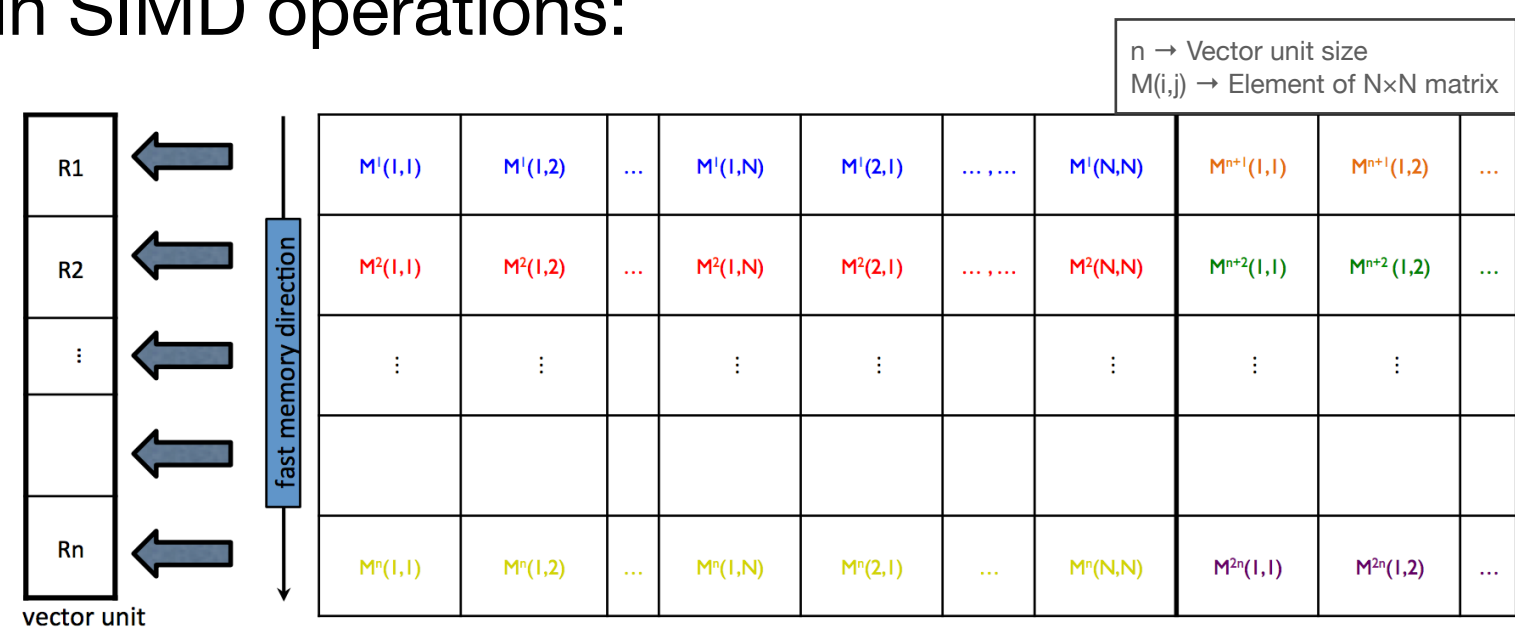 in SIMD operations:
n → Vector unit size
M(i,j) → Element of N×N matrix
R1 M¹(1,1) M¹(1,2) ... M¹(1,N) M¹(2,1) ... , ... M¹(N,N) Mⁿ⁺¹(1,1) Mⁿ⁺¹(1,2) ...
R2 M²(1,1) M²(1,2) ... M²(1,N) M²(2,1) ... , ... M²(N,N) Mⁿ⁺²(1,1) Mⁿ⁺² (1,2) ...
⋮ ⋮ ⋮ ⋮ ⋮ ⋮ ⋮ ⋮
fast memory direction
Rn Mⁿ(1,1) Mⁿ(1,2) ... Mⁿ(1,N) Mⁿ(2,1) ... Mⁿ(N,N) M²ⁿ(1,1) M²ⁿ(1,2) ...
vector unit